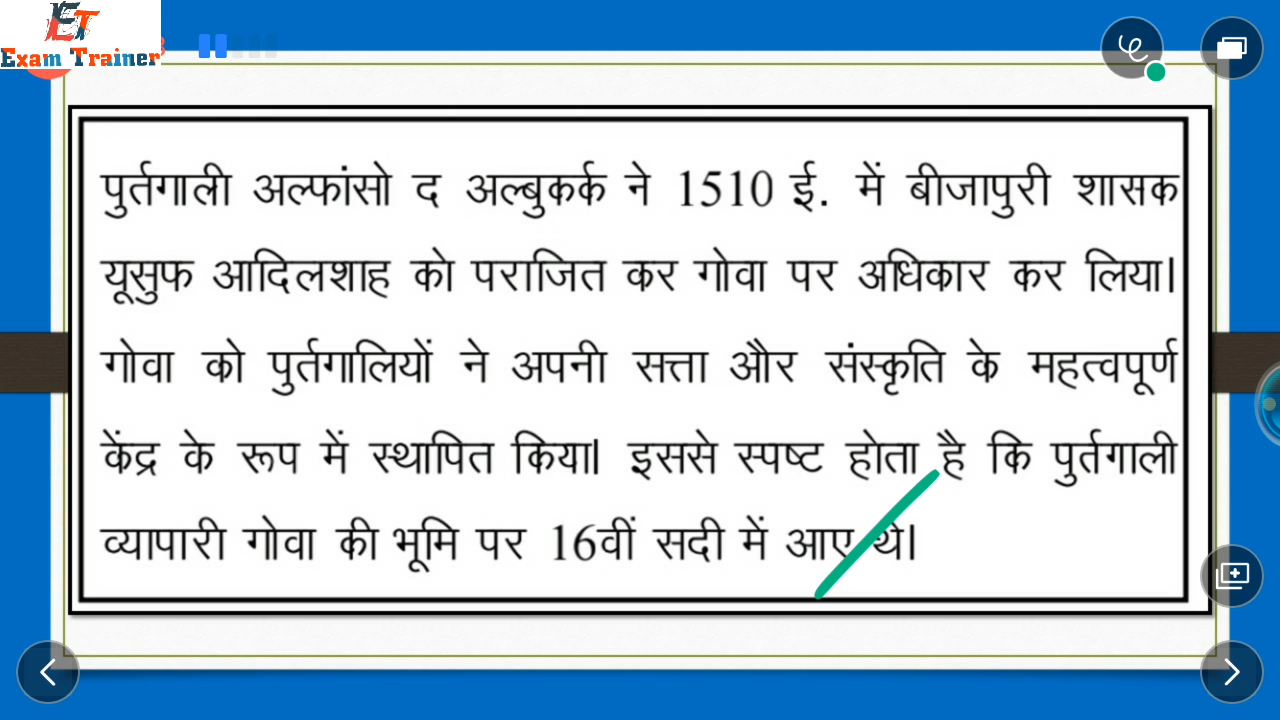 ET
Exam Trainer
पुर्तगाली अल्फांसो द अल्बुकर्क ने 1510 ई. में बीजापुरी शासक
यूसुफ आदिलशाह को पराजित कर गोवा पर अधिकार कर लिया।
गोवा को पुर्तगालियों ने अपनी सत्ता और संस्कृति के महत्वपूर्ण
केंद्र के रूप में स्थापित किया। इससे स्पष्ट होता है कि पुर्तगाली
व्यापारी गोवा की भूमि पर 16वीं सदी में आए थे।